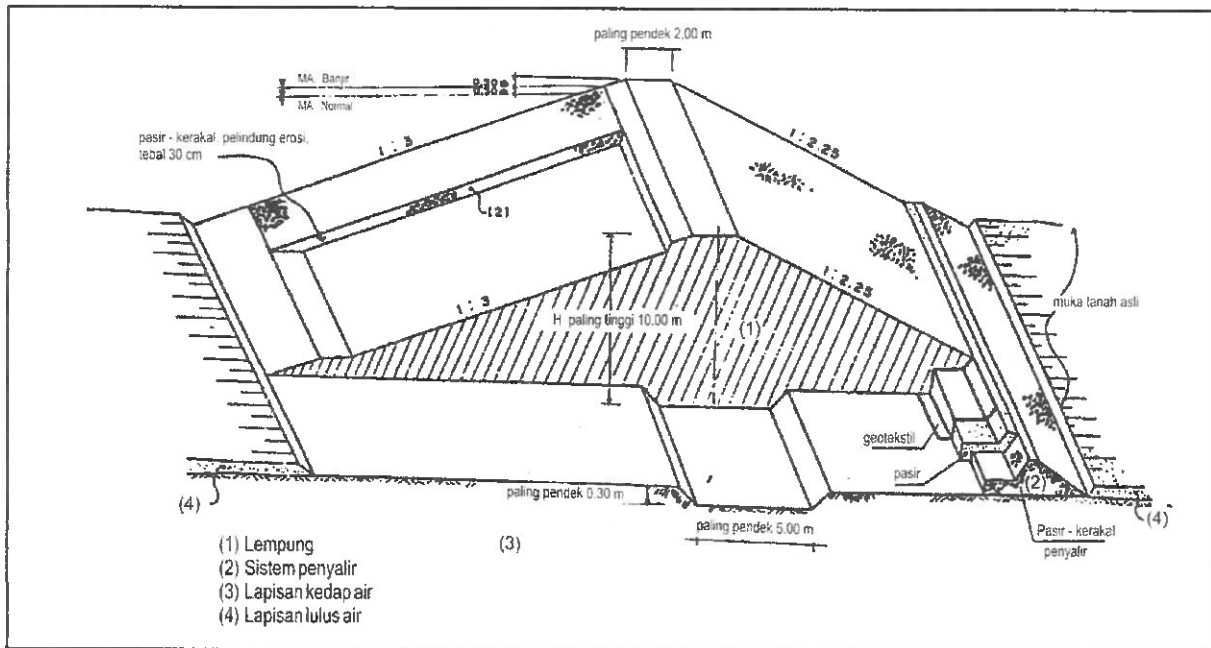 paling pendek 2,00 m
MA. Banjir
MA. Normal
pasir - kerakal, pelindung erosi,
tebal 30 cm
1 : 3
(2)
1 : 2.25
muka tanah asli
1 : 3
H paling tinggi 10.00 m
(1)
1 : 2.25
geotekstil
pasir
(2)
(4)
paling pendek 0.30 m
(4)
paling pendek 5.00 m
Pasir - kerakal
penyalir
(3)
(1) Lempung
(2) Sistem penyalir
(3) Lapisan kedap air
(4) Lapisan lulus air